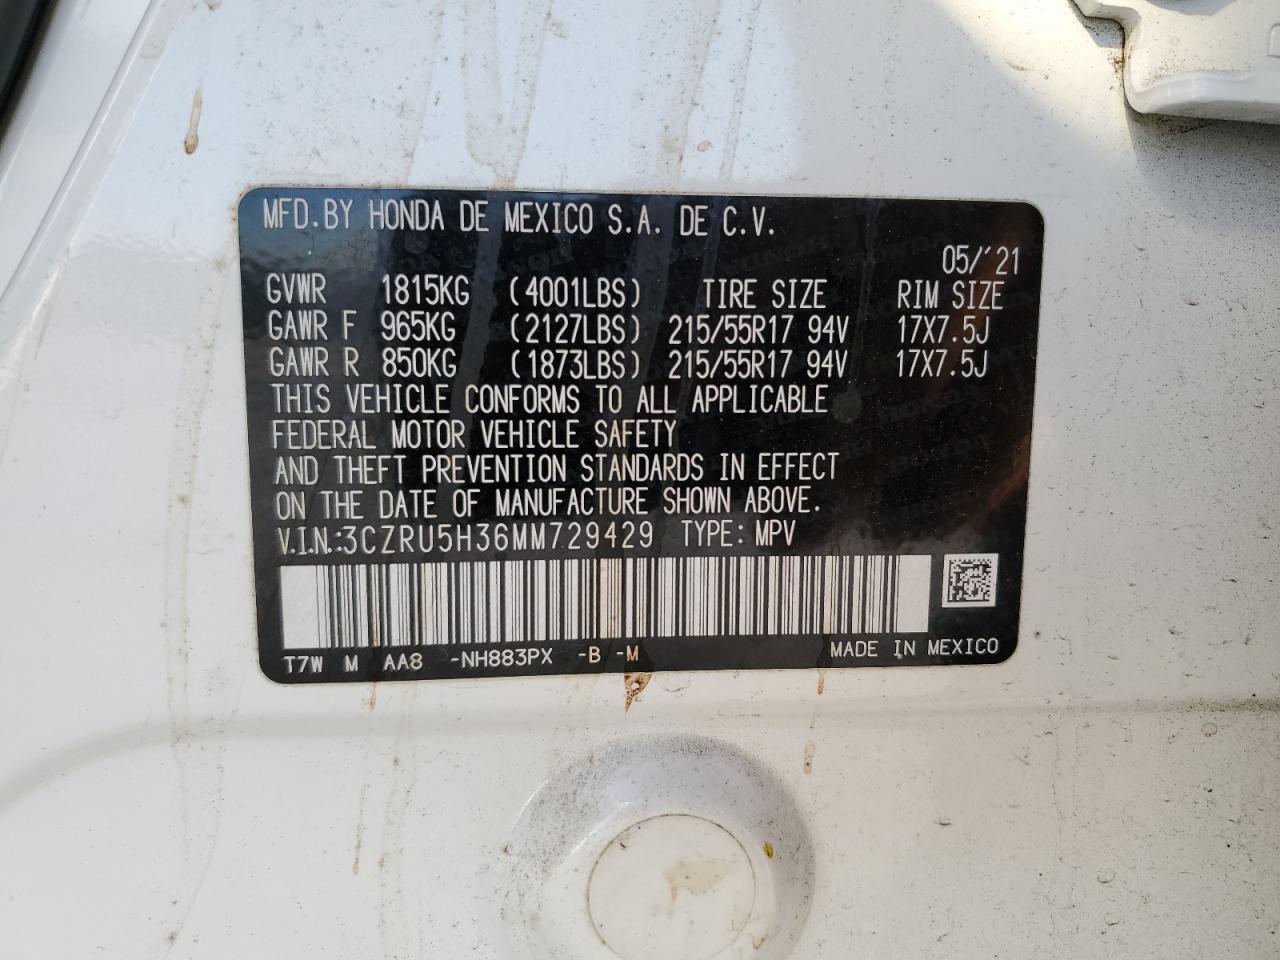 MFD. BY HONDA DE MEXICO S.A. DE C.V.
05/'21
GVWR 1815KG (4001LBS) TIRE SIZE RIM SIZE
GAWR F 965KG (2127LBS) 215/55R17 94V 17X7.5J
GAWR R 850KG (1873LBS) 215/55R17 94V 17X7.5J
THIS VEHICLE CONFORMS TO ALL APPLICABLE
FEDERAL MOTOR VEHICLE SAFETY
AND THEFT PREVENTION STANDARDS IN EFFECT
ON THE DATE OF MANUFACTURE SHOWN ABOVE.
V.I.N.:3CZRU5H36MM729429 TYPE: MPV
T7W M AA8 -NH883PX -B -M MADE IN MEXICO